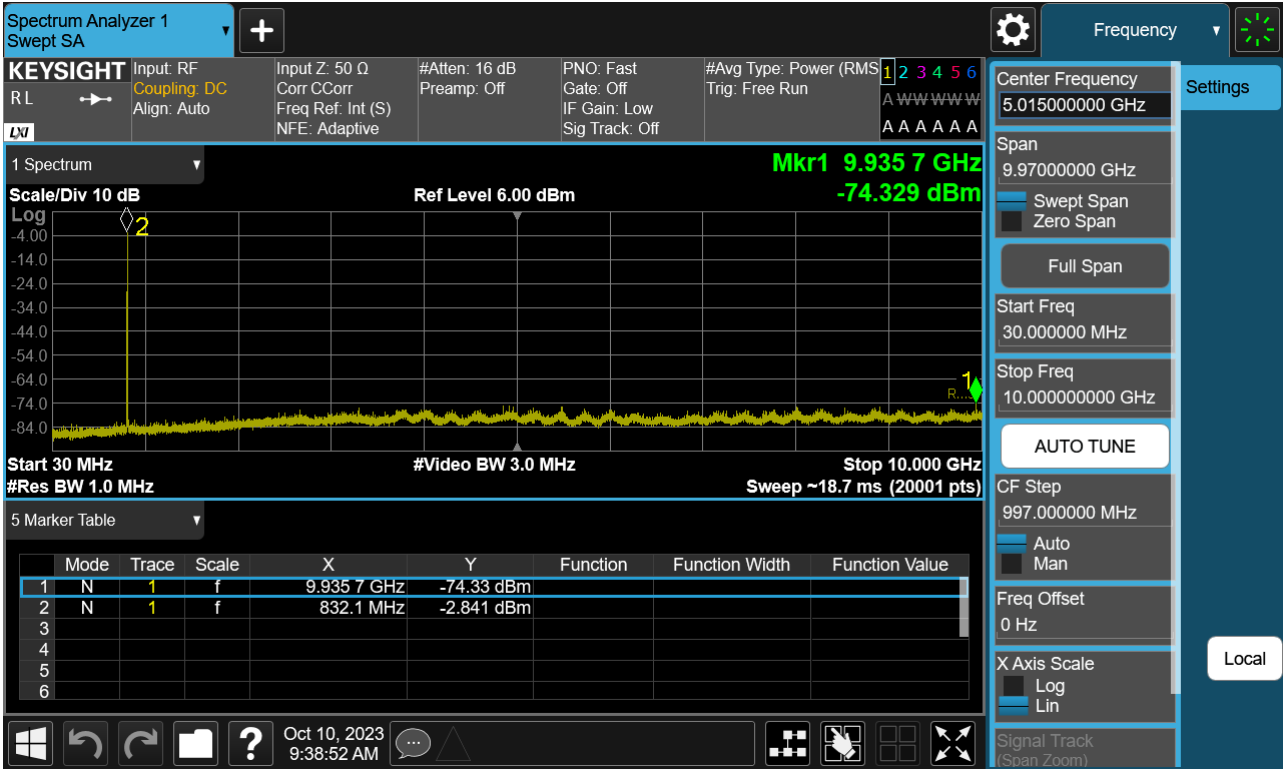 Spectrum Analyzer 1
Swept SA
Frequency
KEYSIGHT
R L
LXI
Input: RF
Coupling: DC
Align: Auto
Input Z: 50 Ω
Corr CCorr
Freq Ref: Int (S)
NFE: Adaptive
#Atten: 16 dB
Preamp: Off
PNO: Fast
Gate: Off
IF Gain: Low
Sig Track: Off
#Avg Type: Power (RMS
Trig: Free Run
1 2 3 4 5 6
A W W W W W
A A A A A A
1 Spectrum
Mkr1 9.935 7 GHz
-74.329 dBm
Scale/Div 10 dB
Ref Level 6.00 dBm
Log
2
-4.00
-14.0
-24.0
-34.0
-44.0
-54.0
-64.0
-74.0
-84.0
1
R...
Start 30 MHz
#Video BW 3.0 MHz
Stop 10.000 GHz
#Res BW 1.0 MHz
Sweep ~18.7 ms (20001 pts)
5 Marker Table
Mode Trace Scale X Y Function Function Width Function Value
1 N 1 f 9.935 7 GHz -74.33 dBm
2 N 1 f 832.1 MHz -2.841 dBm
3
4
5
6
Oct 10, 2023
9:38:52 AM
Center Frequency
5.015000000 GHz
Settings
Span
9.97000000 GHz
Swept Span
Zero Span
Full Span
Start Freq
30.000000 MHz
Stop Freq
10.000000000 GHz
AUTO TUNE
CF Step
997.000000 MHz
Auto
Man
Freq Offset
0 Hz
X Axis Scale
Log
Lin
Local
Signal Track
(Span Zoom)